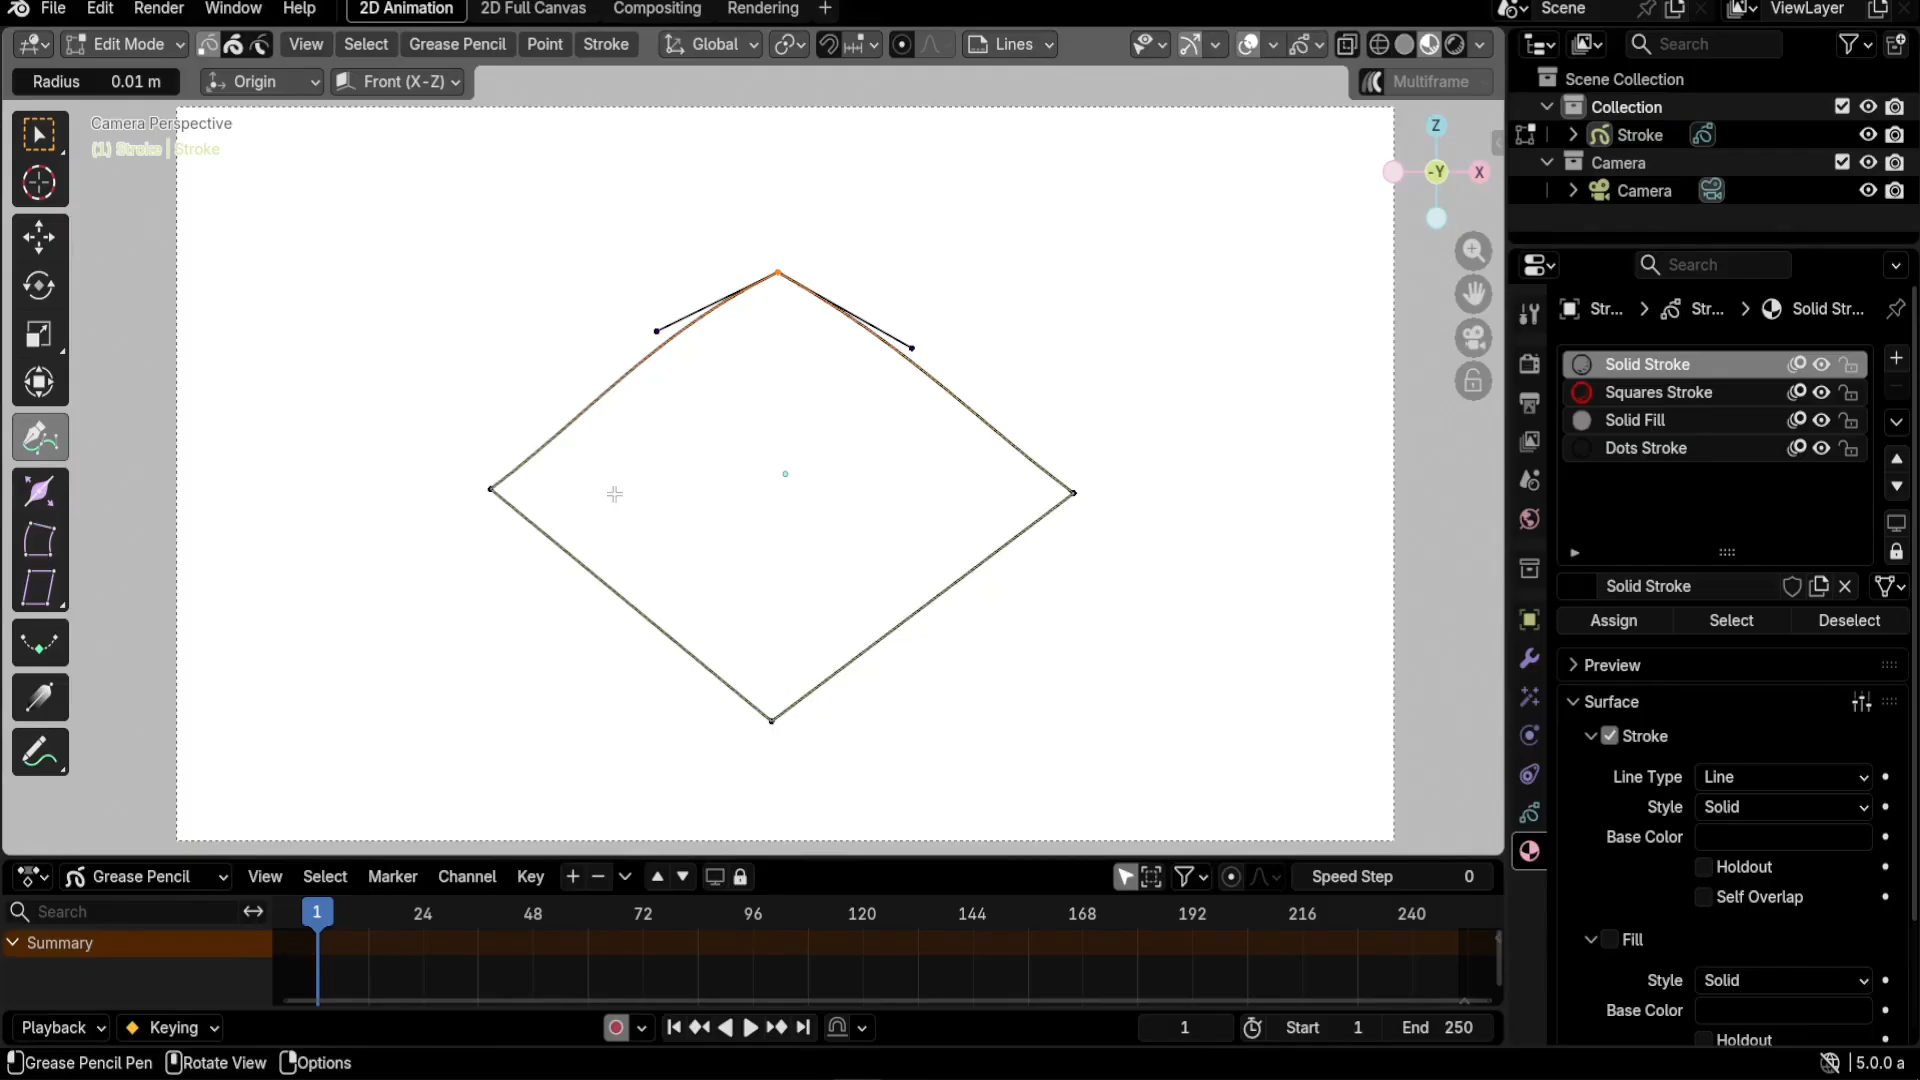 File Edit Render Window Help 2D Animation 2D Full Canvas Compositing Rendering + Scene ViewLayer
Edit Mode View Select Grease Pencil Point Stroke Global Lines Search
Radius 0.01 m Origin Front (X-Z) Multiframe
Scene Collection
Collection
Stroke
Camera
Camera
Camera Perspective
(1) Stroke | Stroke
Z
-Y
X
Search
Str... Str... Solid Str...
Solid Stroke
Squares Stroke
Solid Fill
Dots Stroke
Solid Stroke
Assign Select Deselect
Preview
Surface
Stroke
Line Type Line
Style Solid
Base Color
Holdout
Self Overlap
Fill
Style Solid
Base Color
Holdout
Grease Pencil View Select Marker Channel Key Speed Step 0
Search 1 24 48 72 96 120 144 168 192 216 240
Summary
Playback Keying 1 Start 1 End 250
Grease Pencil Pen Rotate View Options 5.0.0 a